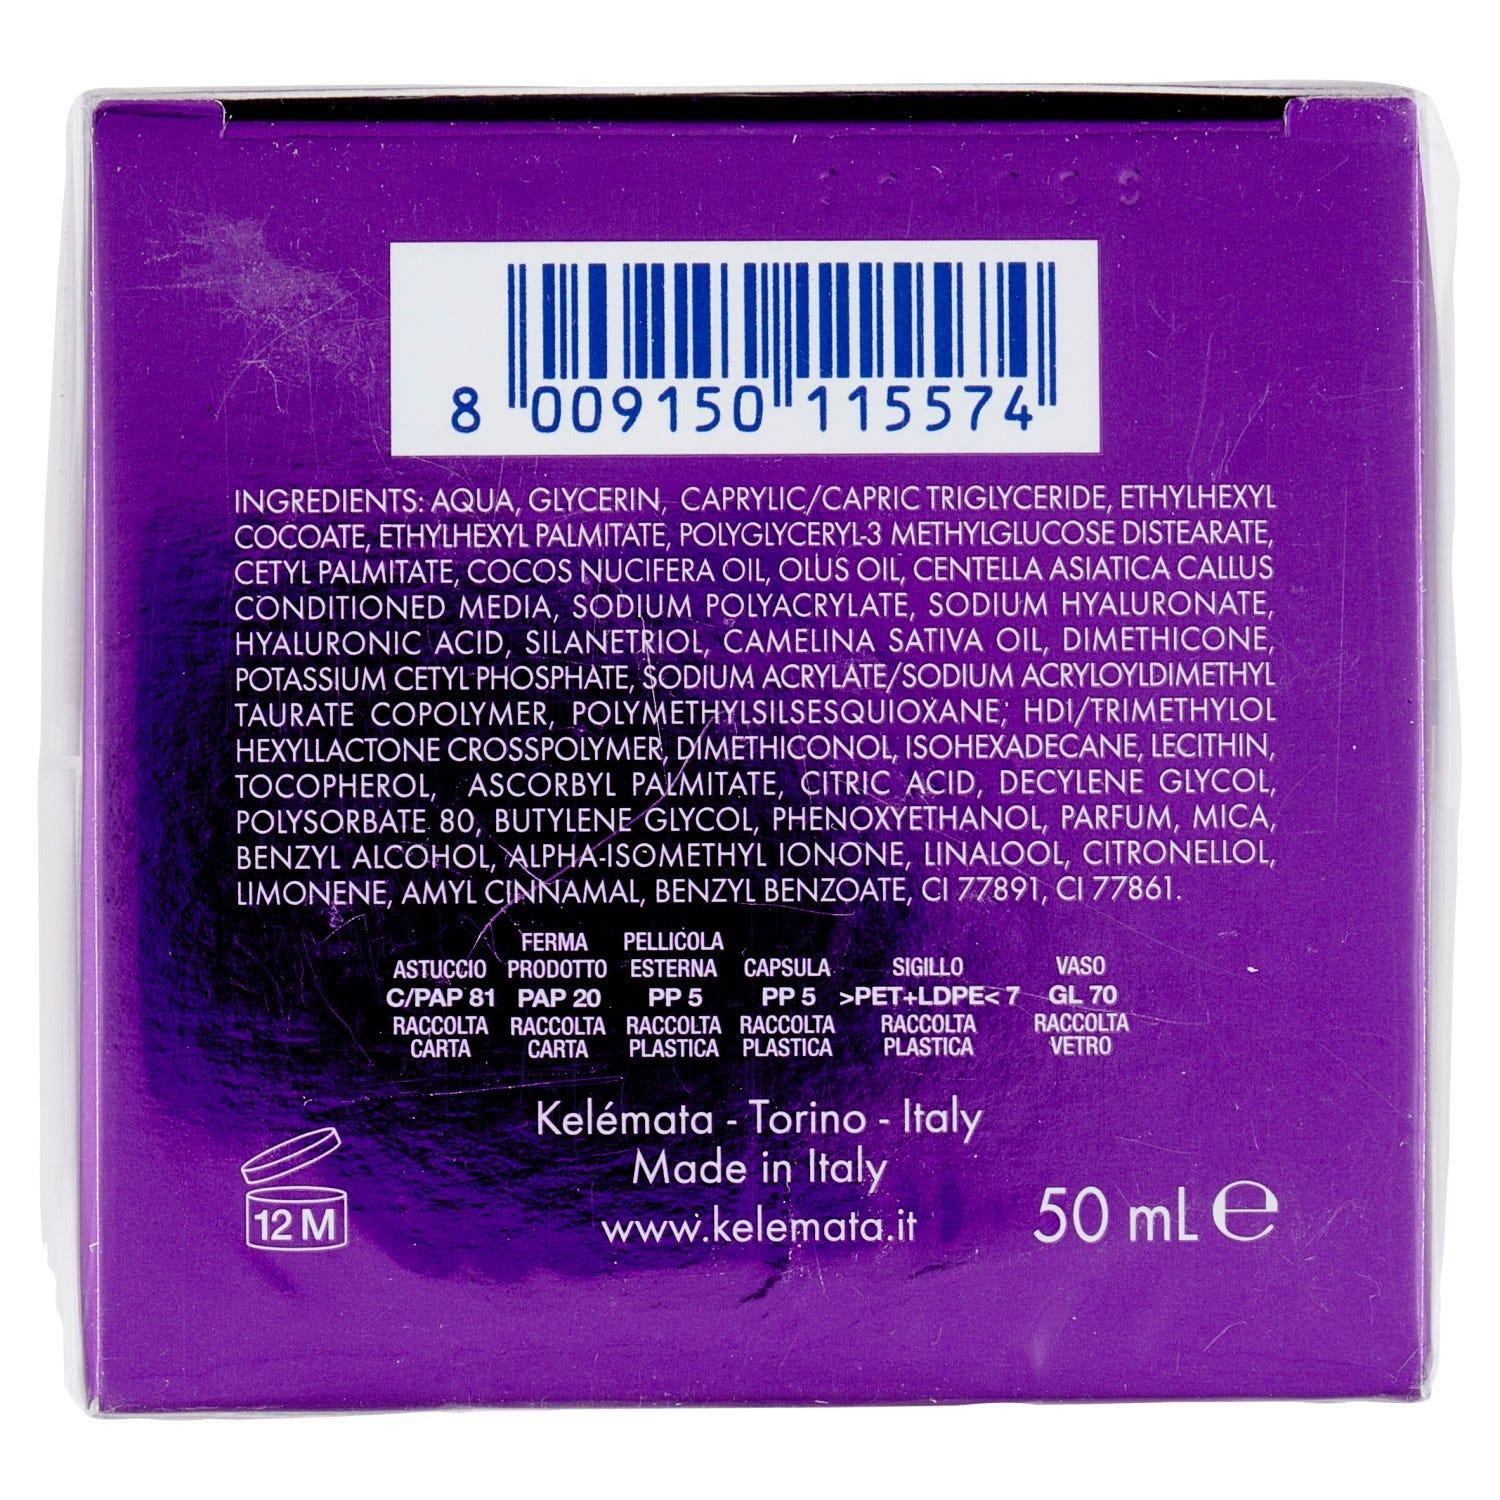 8 009150 115574
INGREDIENTS: AQUA, GLYCERIN, CAPRYLIC/CAPRIC TRIGLYCERIDE, ETHYLHEXYL
COCOATE, ETHYLHEXYL PALMITATE, POLYGLYCERYL-3 METHYLGLUCOSE DISTEARATE,
CETYL PALMITATE, COCOS NUCIFERA OIL, OLUS OIL, CENTELLA ASIATICA CALLUS
CONDITIONED MEDIA, SODIUM POLYACRYLATE, SODIUM HYALURONATE,
HYALURONIC ACID, SILANETRIOL, CAMELINA SATIVA OIL, DIMETHICONE,
POTASSIUM CETYL PHOSPHATE, SODIUM ACRYLATE/SODIUM ACRYLOYLDIMETHYL
TAURATE COPOLYMER, POLYMETHYLSILSESQUIOXANE; HDI/TRIMETHYLOL
HEXYLLACTONE CROSSPOLYMER, DIMETHICONOL, ISOHEXADECANE, LECITHIN,
TOCOPHEROL, ASCORBYL PALMITATE, CITRIC ACID, DECYLENE GLYCOL,
POLYSORBATE 80, BUTYLENE GLYCOL, PHENOXYETHANOL, PARFUM, MICA,
BENZYL ALCOHOL, ALPHA-ISOMETHYL IONONE, LINALOOL, CITRONELLOL,
LIMONENE, AMYL CINNAMAL, BENZYL BENZOATE, CI 77891, CI 77861.
FERMA PELLICOLA
ASTUCCIO PRODOTTO ESTERNA CAPSULA SIGILLO VASO
C/PAP 81 PAP 20 PP 5 PP 5 >PET+LDPE< 7 GL 70
RACCOLTA RACCOLTA RACCOLTA RACCOLTA RACCOLTA RACCOLTA
CARTA CARTA PLASTICA PLASTICA PLASTICA VETRO
Kelémata - Torino - Italy
Made in Italy
www.kelemata.it
12 M
50 mL e